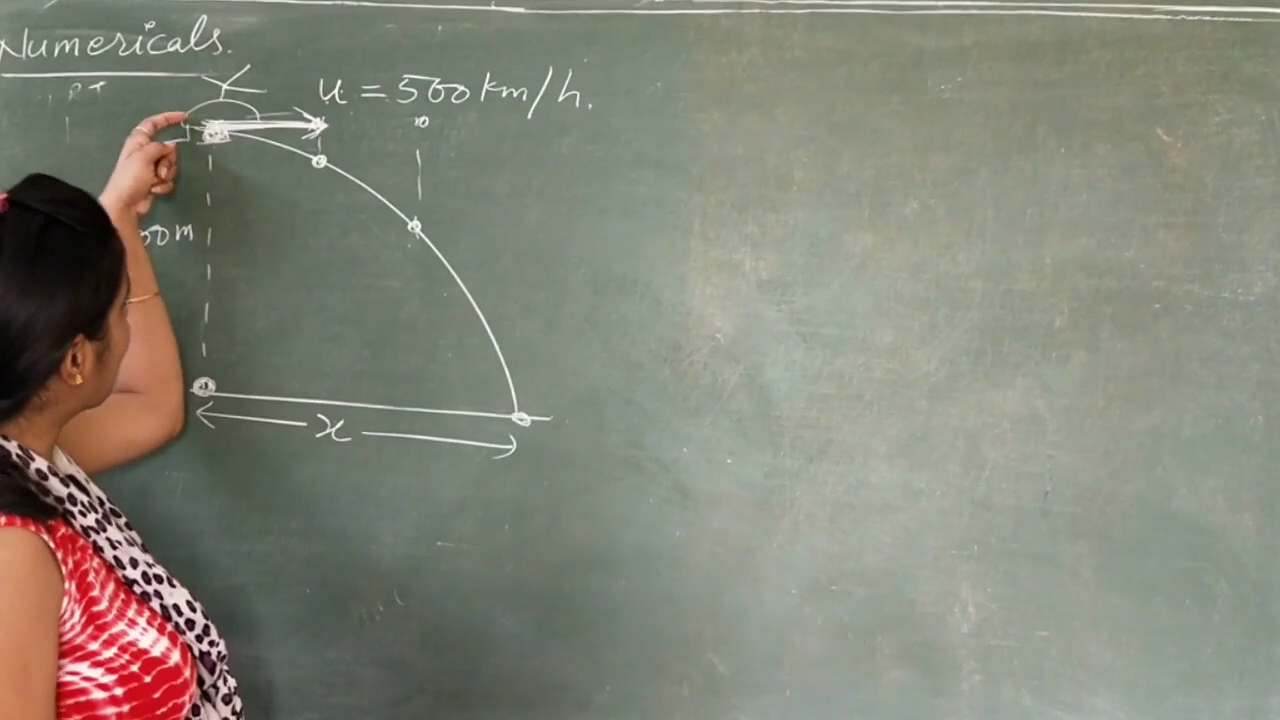 Numericals.
u = 500 km/h.
x